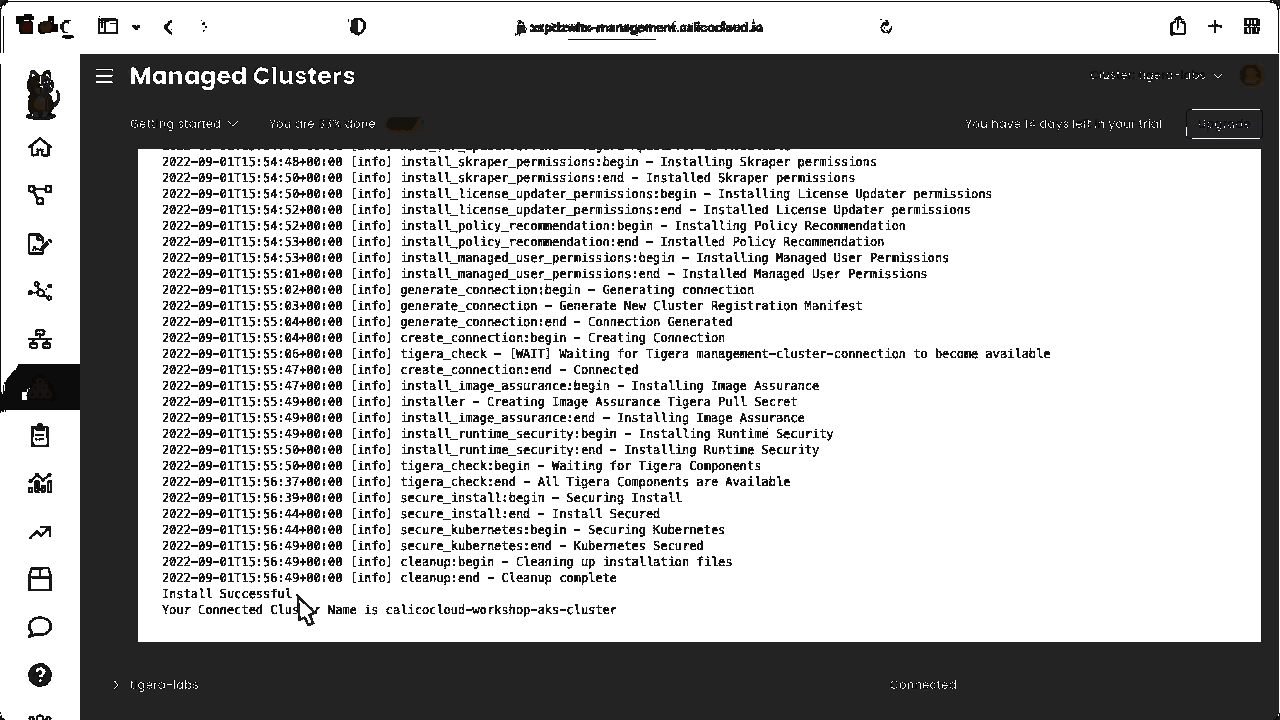 Managed Clusters
cluster: tigera-labs
Getting started
You are 33% done
You have 14 days left in your trial
Upgrade
2022-09-01T15:54:48+00:00 [info] install_skraper_permissions:begin – Installing Skraper permissions
2022-09-01T15:54:50+00:00 [info] install_skraper_permissions:end – Installed Skraper permissions
2022-09-01T15:54:50+00:00 [info] install_license_updater_permissions:begin – Installing License Updater permissions
2022-09-01T15:54:52+00:00 [info] install_license_updater_permissions:end – Installed License Updater permissions
2022-09-01T15:54:52+00:00 [info] install_policy_recommendation:begin – Installing Policy Recommendation
2022-09-01T15:54:53+00:00 [info] install_policy_recommendation:end – Installed Policy Recommendation
2022-09-01T15:54:53+00:00 [info] install_managed_user_permissions:begin – Installing Managed User Permissions
2022-09-01T15:55:01+00:00 [info] install_managed_user_permissions:end – Installed Managed User Permissions
2022-09-01T15:55:02+00:00 [info] generate_connection:begin – Generating connection
2022-09-01T15:55:03+00:00 [info] generate_connection – Generate New Cluster Registration Manifest
2022-09-01T15:55:04+00:00 [info] generate_connection:end – Connection Generated
2022-09-01T15:55:04+00:00 [info] create_connection:begin – Creating Connection
2022-09-01T15:55:06+00:00 [info] tigera_check – [WAIT] Waiting for Tigera management-cluster-connection to become available
2022-09-01T15:55:47+00:00 [info] create_connection:end – Connected
2022-09-01T15:55:47+00:00 [info] install_image_assurance:begin – Installing Image Assurance
2022-09-01T15:55:49+00:00 [info] installer – Creating Image Assurance Tigera Pull Secret
2022-09-01T15:55:49+00:00 [info] install_image_assurance:end – Installing Image Assurance
2022-09-01T15:55:49+00:00 [info] install_runtime_security:begin – Installing Runtime Security
2022-09-01T15:55:50+00:00 [info] install_runtime_security:end – Installing Runtime Security
2022-09-01T15:55:50+00:00 [info] tigera_check:begin – Waiting for Tigera Components
2022-09-01T15:56:37+00:00 [info] tigera_check:end – All Tigera Components are Available
2022-09-01T15:56:39+00:00 [info] secure_install:begin – Securing Install
2022-09-01T15:56:44+00:00 [info] secure_install:end – Install Secured
2022-09-01T15:56:44+00:00 [info] secure_kubernetes:begin – Securing Kubernetes
2022-09-01T15:56:49+00:00 [info] secure_kubernetes:end – Kubernetes Secured
2022-09-01T15:56:49+00:00 [info] cleanup:begin – Cleaning up installation files
2022-09-01T15:56:49+00:00 [info] cleanup:end – Cleanup complete
Install Successful
Your Connected Cluster Name is calicocloud-workshop-aks-cluster
tigera-labs
Connected